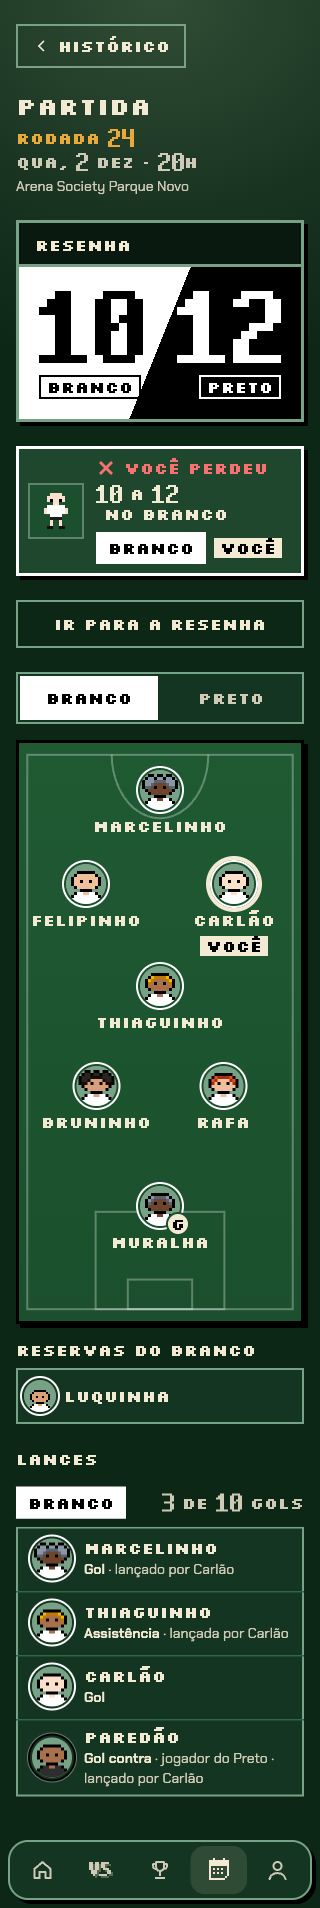 HISTÓRICO
PARTIDA
RODADA 24
QUA, 2 DEZ · 20H
Arena Society Parque Novo
RESENHA
10 12
BRANCO PRETO
VOCÊ PERDEU
10 A 12
NO BRANCO
BRANCO VOCÊ
IR PARA A RESENHA
BRANCO PRETO
MARCELINHO
FELIPINHO CARLÃO
VOCÊ
THIAGUINHO
BRUNINHO RAFA
G
MURALHA
RESERVAS DO BRANCO
LUQUINHA
LANCES
BRANCO 3 DE 10 GOLS
MARCELINHO
Gol · lançado por Carlão
THIAGUINHO
Assistência · lançada por Carlão
CARLÃO
Gol
PAREDÃO
Gol contra · jogador do Preto ·
lançado por Carlão
VS